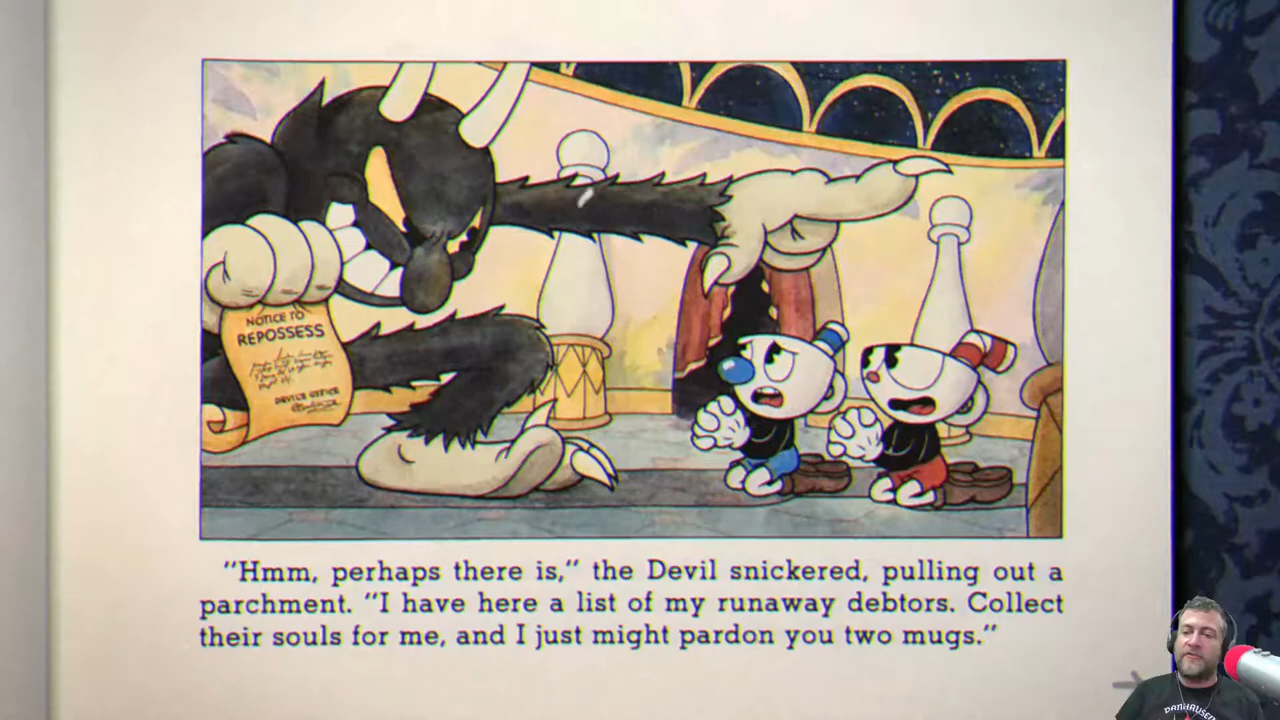 NOTICE TO
REPOSSESS
DEVIL'S OFFICE
“Hmm, perhaps there is,” the Devil snickered, pulling out a
parchment. “I have here a list of my runaway debtors. Collect
their souls for me, and I just might pardon you two mugs.”
DANHAUSEN